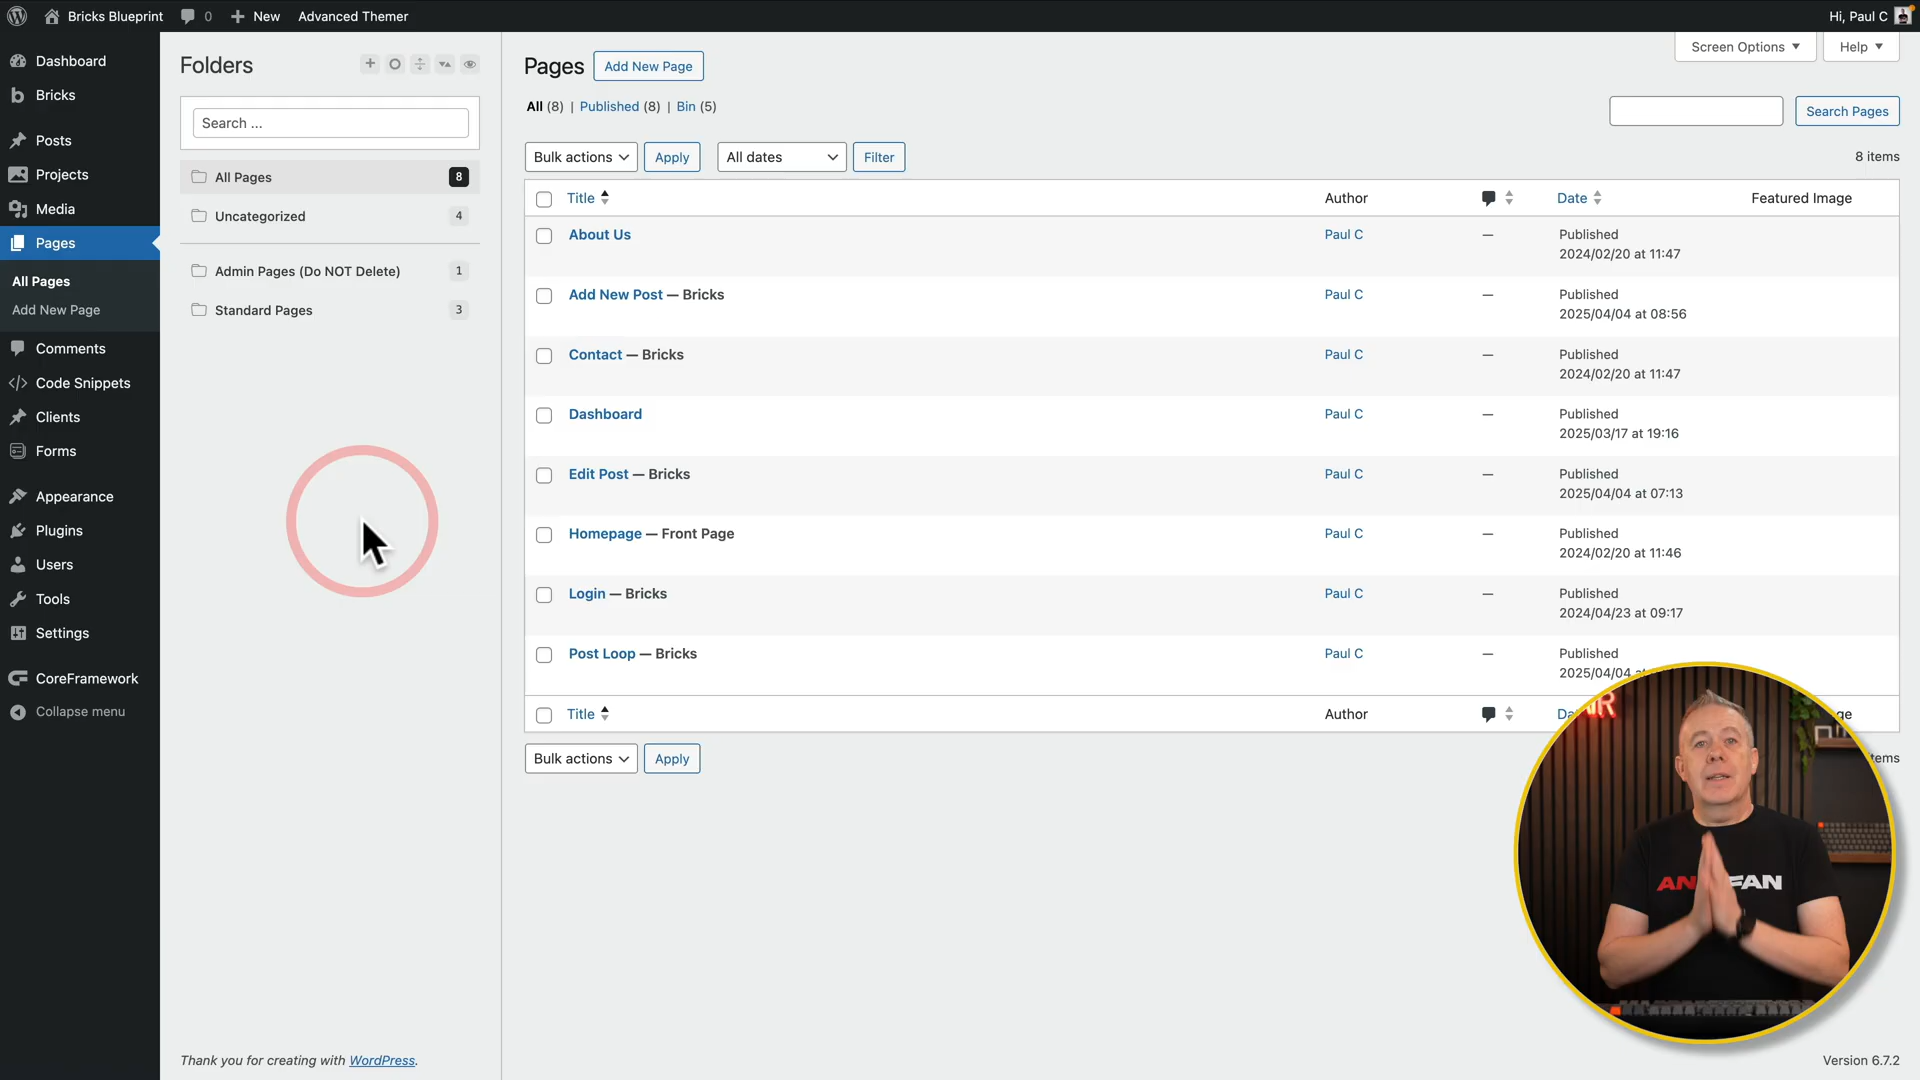 Bricks Blueprint 0 New Advanced Themer Hi, Paul C
Dashboard
Bricks
Posts
Projects
Media
Pages
All Pages
Add New Page
Comments
Code Snippets
Clients
Forms
Appearance
Plugins
Users
Tools
Settings
CoreFramework
Collapse menu
Folders
Search ...
All Pages 8
Uncategorized 4
Admin Pages (Do NOT Delete) 1
Standard Pages 3
Thank you for creating with WordPress.
Screen Options Help
Pages Add New Page
All (8) | Published (8) | Bin (5)
Search Pages
Bulk actions Apply All dates Filter 8 items
Title Author Date Featured Image
About Us Paul C — Published
2024/02/20 at 11:47
Add New Post — Bricks Paul C — Published
2025/04/04 at 08:56
Contact — Bricks Paul C — Published
2024/02/20 at 11:47
Dashboard Paul C — Published
2025/03/17 at 19:16
Edit Post — Bricks Paul C — Published
2025/04/04 at 07:13
Homepage — Front Page Paul C — Published
2024/02/20 at 11:46
Login — Bricks Paul C — Published
2024/04/23 at 09:17
Post Loop — Bricks Paul C — Published
2025/04/04
Title Author
Bulk actions Apply
Version 6.7.2